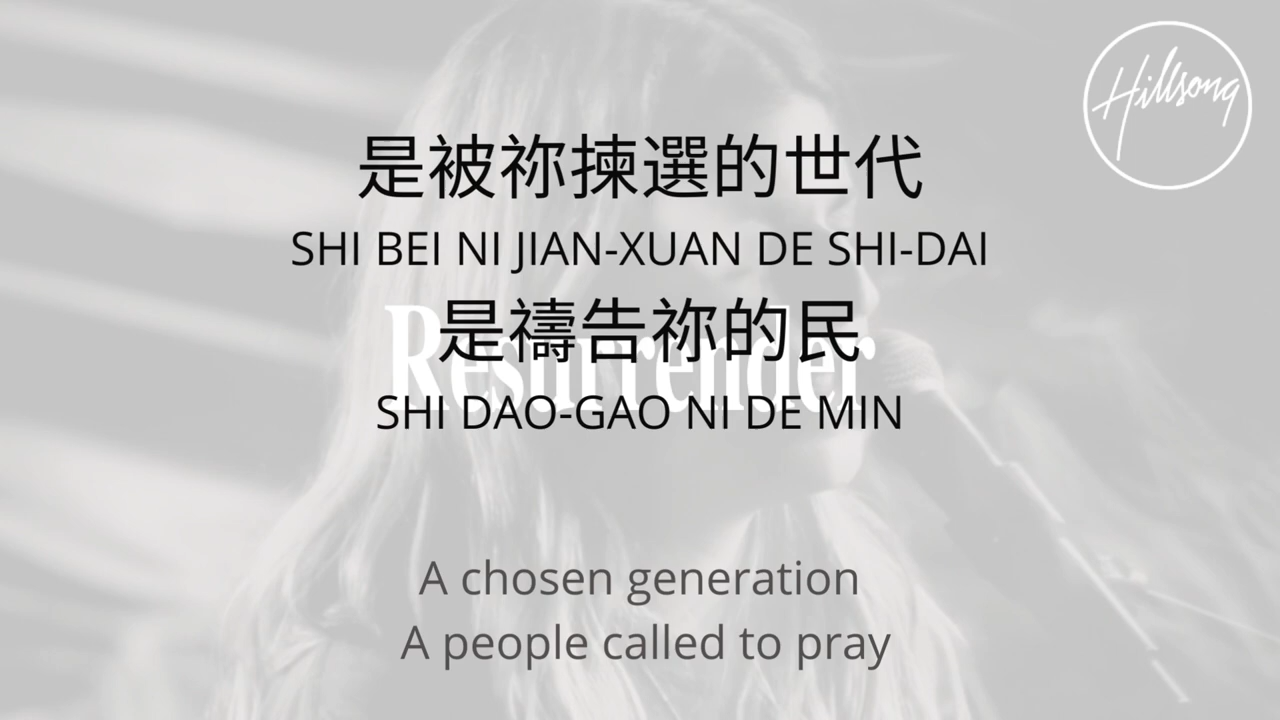 Hillsong
是被祢揀選的世代
SHI BEI NI JIAN-XUAN DE SHI-DAI
是禱告祢的民
Resurrender
SHI DAO-GAO NI DE MIN
A chosen generation
A people called to pray